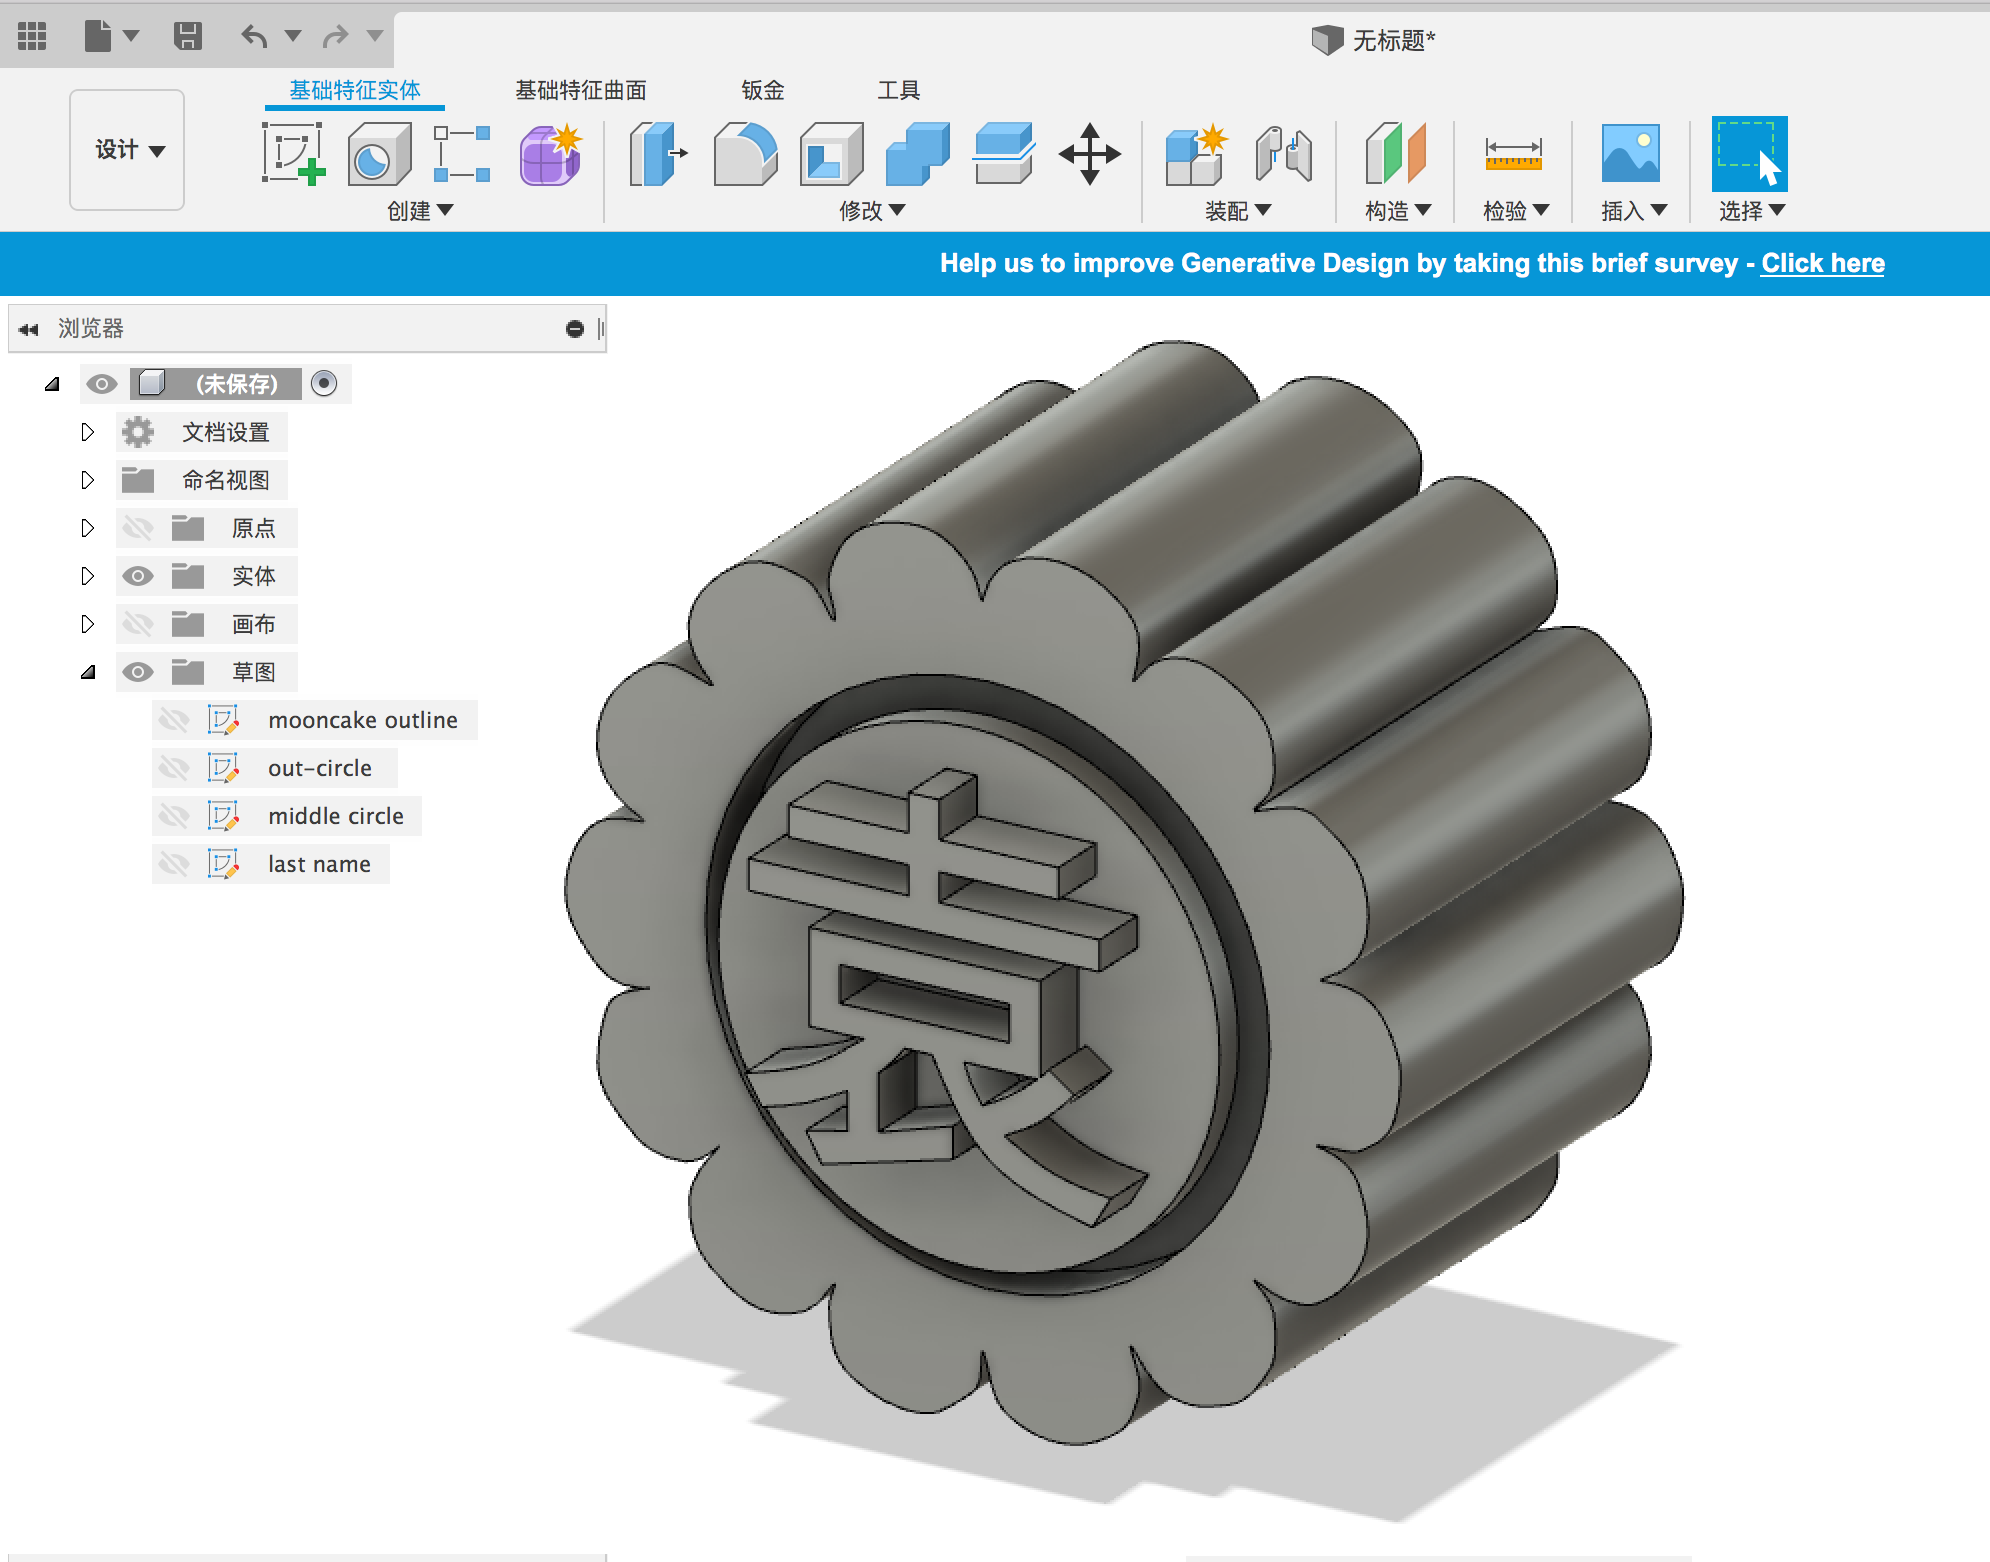 无标题*
基础特征实体 基础特征曲面 钣金 工具
设计
创建 修改 装配 构造 检验 插入 选择
Help us to improve Generative Design by taking this brief survey - Click here
浏览器
(未保存)
文档设置
命名视图
原点
实体
画布
草图
mooncake outline
out-circle
middle circle
last name
袁